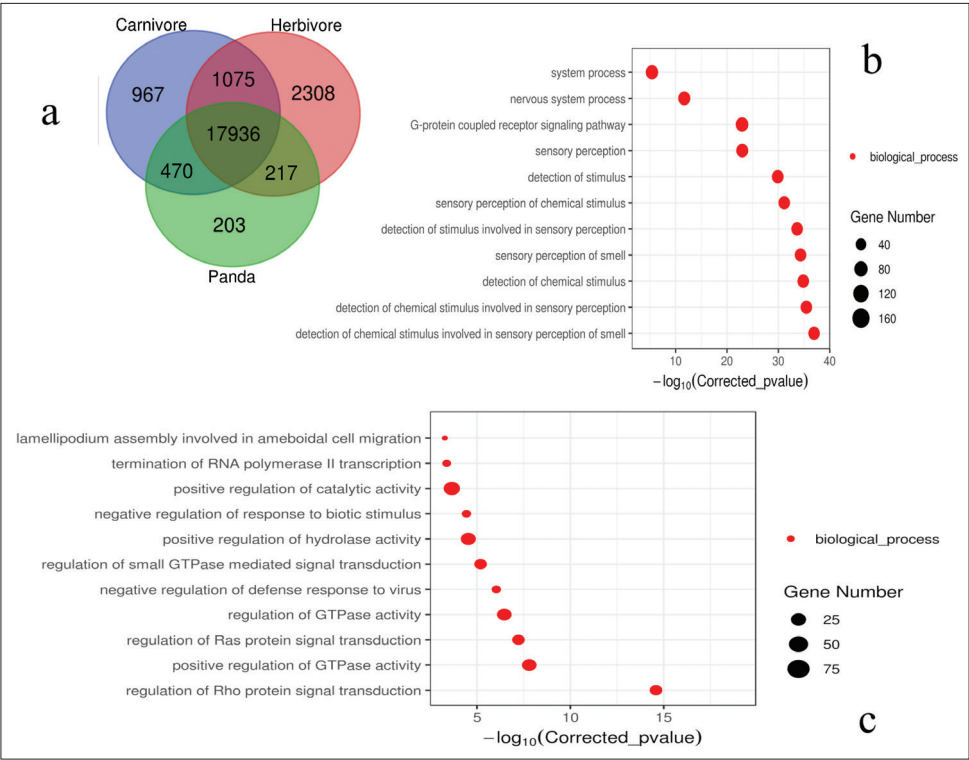 Carnivore
Herbivore
a
967
1075
2308
17936
470
217
203
Panda
b
system process
nervous system process
G-protein coupled receptor signaling pathway
sensory perception
detection of stimulus
sensory perception of chemical stimulus
detection of stimulus involved in sensory perception
sensory perception of smell
detection of chemical stimulus
detection of chemical stimulus involved in sensory perception
detection of chemical stimulus involved in sensory perception of smell
10 20 30 40
−log10(Corrected_pvalue)
biological_process
Gene Number
40
80
120
160
lamellipodium assembly involved in ameboidal cell migration
termination of RNA polymerase II transcription
positive regulation of catalytic activity
negative regulation of response to biotic stimulus
positive regulation of hydrolase activity
regulation of small GTPase mediated signal transduction
negative regulation of defense response to virus
regulation of GTPase activity
regulation of Ras protein signal transduction
positive regulation of GTPase activity
regulation of Rho protein signal transduction
5 10 15
−log10(Corrected_pvalue)
biological_process
Gene Number
25
50
75
c